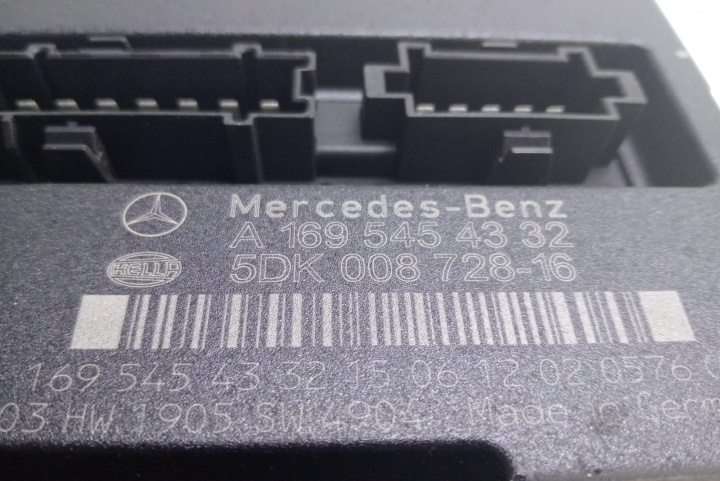 Mercedes-Benz
A 169 545 43 32
HELLA
5DK 008 728-16
169 545 43 32 15 06 12 02 0576
03 HW 1905 SW 4904 Made in Germ